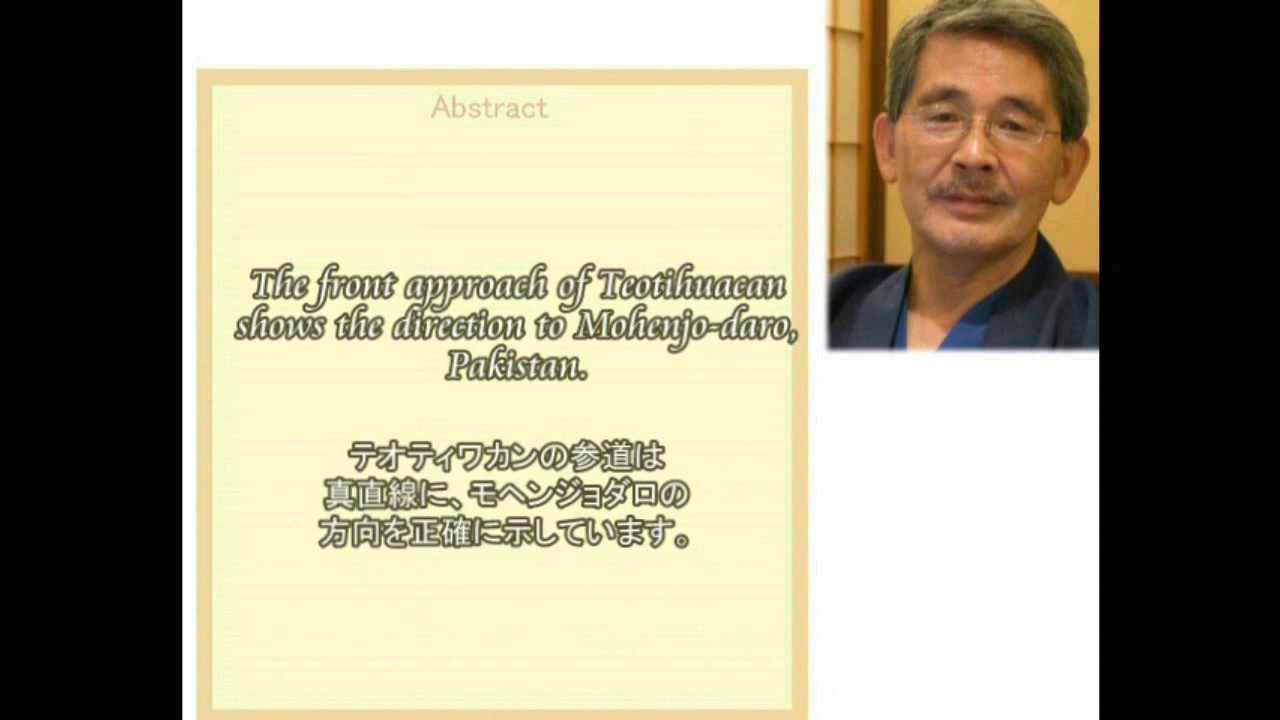 Abstract
The front approach of Teotihuacan
shows the direction to Mohenjo-daro,
Pakistan.
テオティワカンの参道は
真直線に、モヘンジョダロの
方向を正確に示しています。